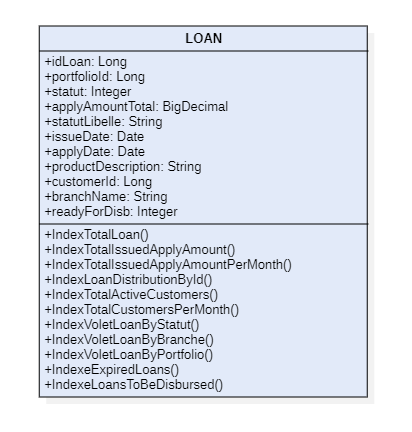 LOAN
+idLoan: Long
+portfolioId: Long
+statut: Integer
+applyAmountTotal: BigDecimal
+statutLibelle: String
+issueDate: Date
+applyDate: Date
+productDescription: String
+customerId: Long
+branchName: String
+readyForDisb: Integer
+IndexTotalLoan()
+IndexTotalIssuedApplyAmount()
+IndexTotalIssuedApplyAmountPerMonth()
+IndexLoanDistributionById()
+IndexTotalActiveCustomers()
+IndexTotalCustomersPerMonth()
+IndexVoletLoanByStatut()
+IndexVoletLoanByBranche()
+IndexVoletLoanByPortfolio()
+IndexeExpiredLoans()
+IndexeLoansToBeDisbursed()